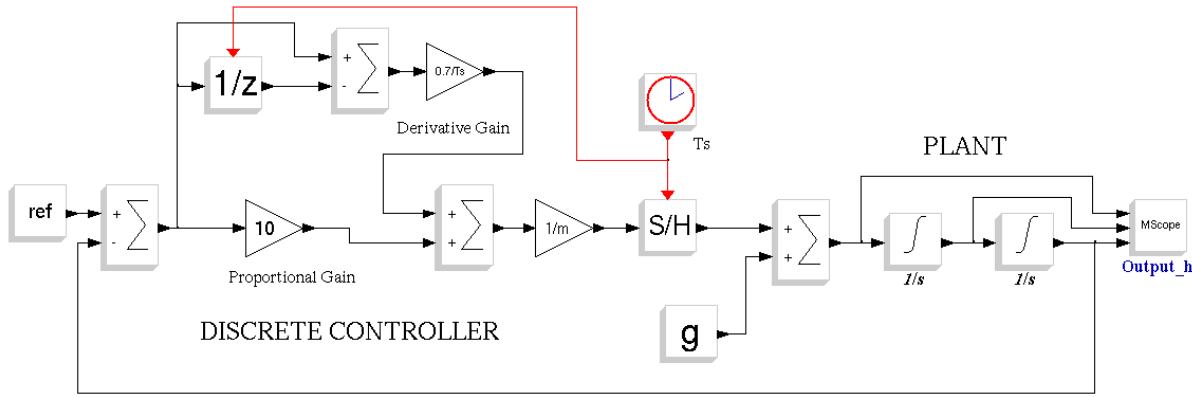 +
-
1/z
0.7/Ts
Derivative Gain
Ts
PLANT
ref
+
-
10
Proportional Gain
+
+
1/m
S/H
+
+
1/s
1/s
MScope
Output_h
g
DISCRETE CONTROLLER